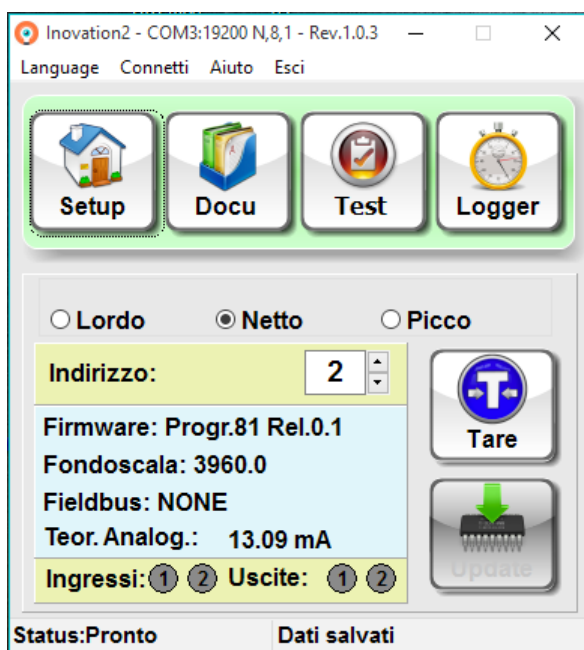 Inovation2 - COM3:19200 N,8,1 - Rev.1.0.3
Language Connetti Aiuto Esci
Setup Docu Test Logger
Lordo Netto Picco
Indirizzo: 2
Tare
Firmware: Progr.81 Rel.0.1
Fondoscala: 3960.0
Fieldbus: NONE
Teor. Analog.: 13.09 mA
Update
Ingressi: 1 2 Uscite: 1 2
Status:Pronto Dati salvati